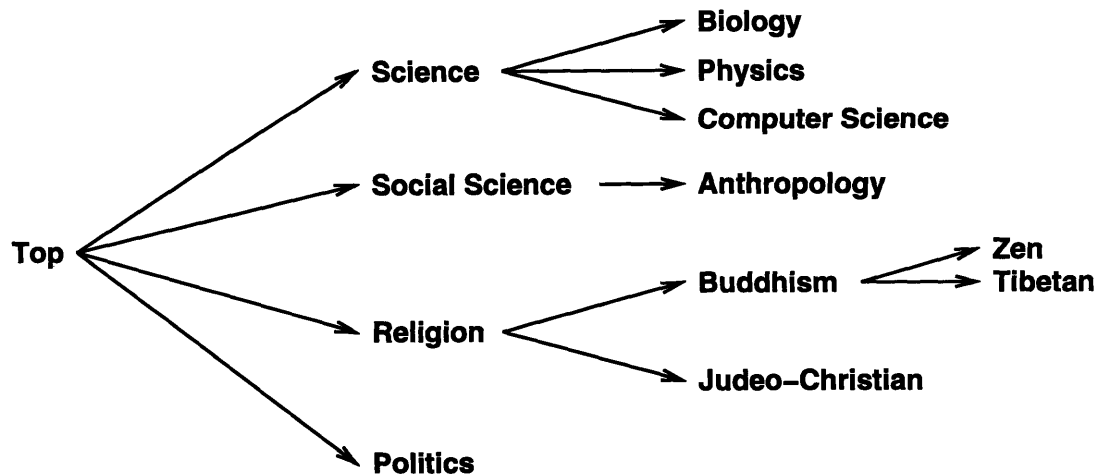 Biology
Science
Physics
Computer Science
Social Science
Anthropology
Top
Zen
Buddhism
Tibetan
Religion
Judeo–Christian
Politics